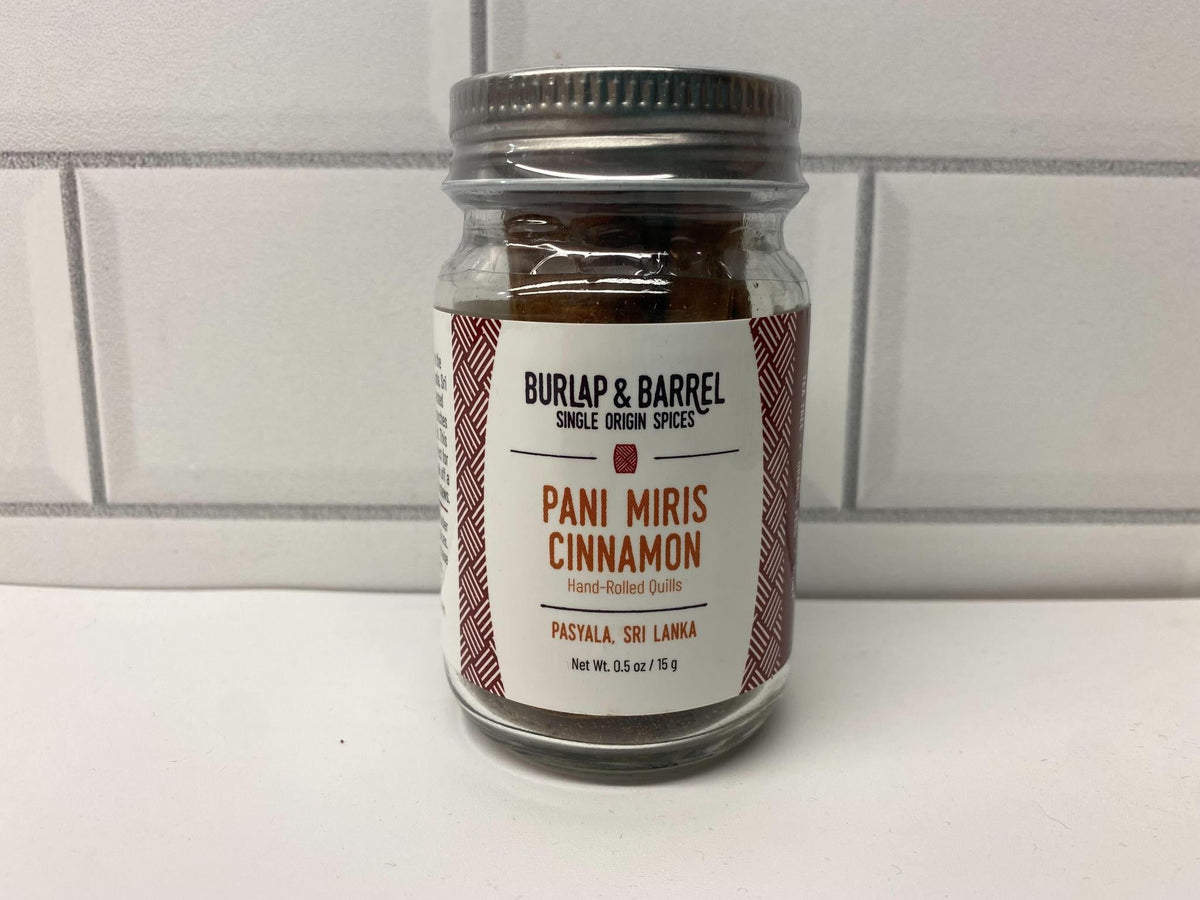 BURLAP & BARREL
SINGLE ORIGIN SPICES
PANI MIRIS
CINNAMON
Hand-Rolled Quills
PASYALA, SRI LANKA
Net Wt. 0.5 oz / 15 g